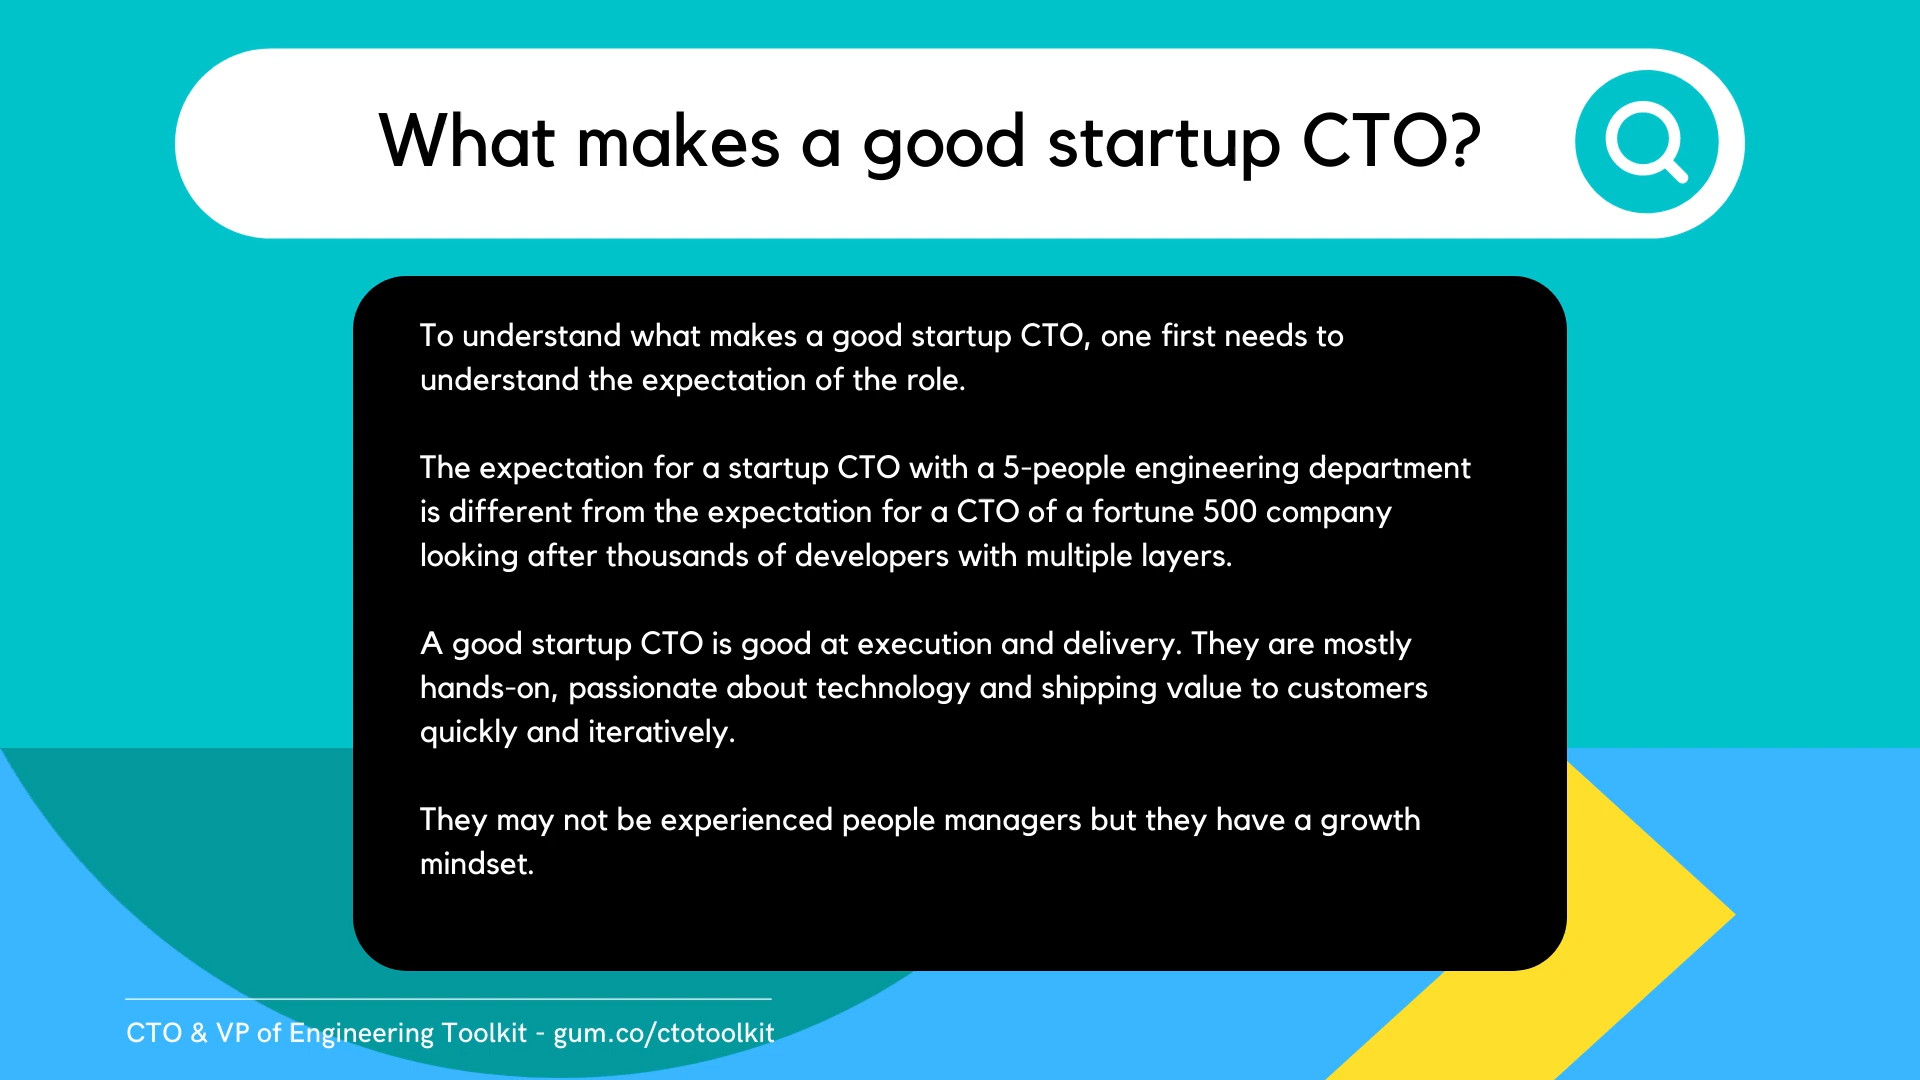 What makes a good startup CTO?
To understand what makes a good startup CTO, one first needs to
understand the expectation of the role.
The expectation for a startup CTO with a 5-people engineering department
is different from the expectation for a CTO of a fortune 500 company
looking after thousands of developers with multiple layers.
A good startup CTO is good at execution and delivery. They are mostly
hands-on, passionate about technology and shipping value to customers
quickly and iteratively.
They may not be experienced people managers but they have a growth
mindset.
CTO & VP of Engineering Toolkit - gum.co/ctotoolkit